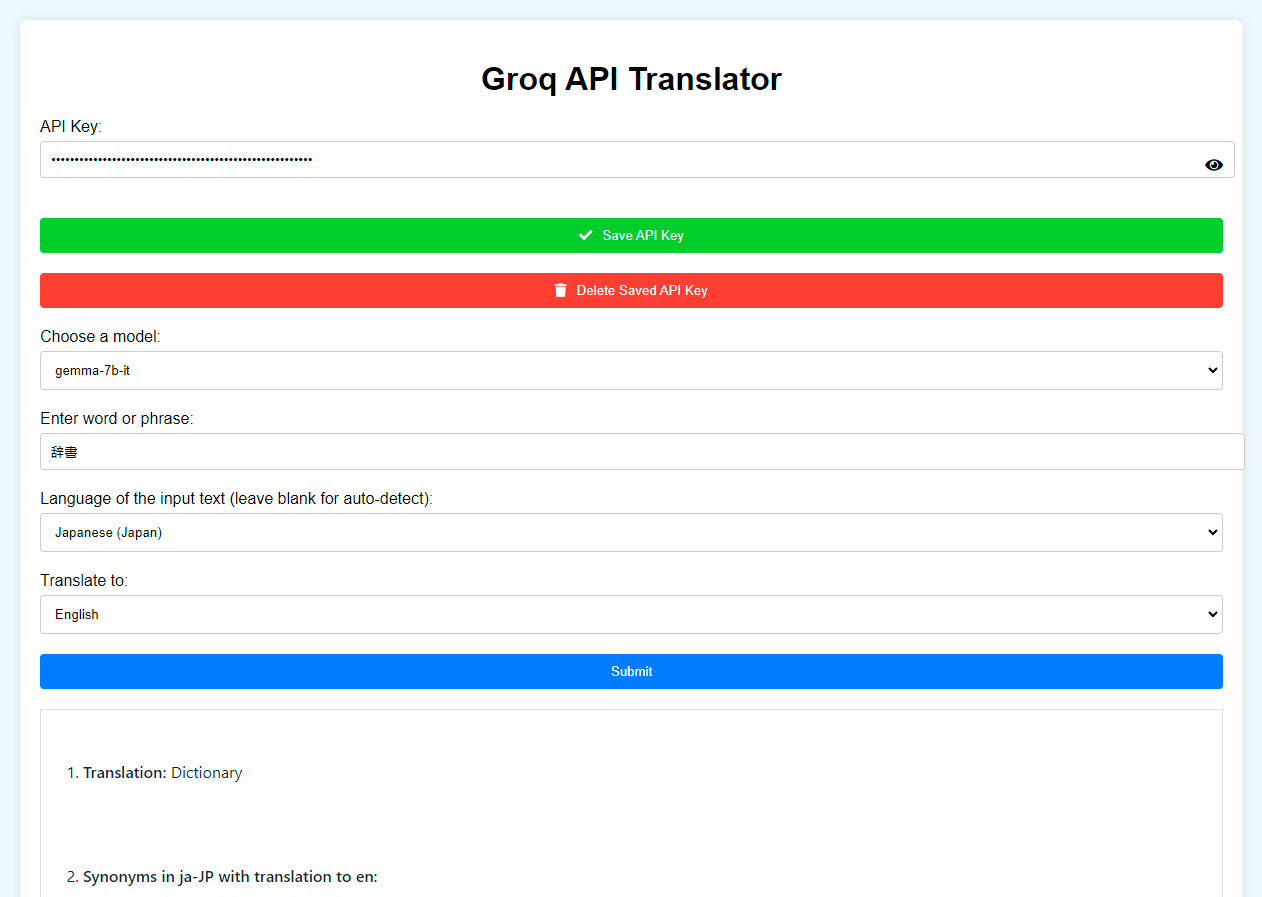 Groq API Translator
API Key:
••••••••••••••••••••••••••••••••••••••••••••••••••••••••
Save API Key
Delete Saved API Key
Choose a model:
gemma-7b-it
Enter word or phrase:
辞書
Language of the input text (leave blank for auto-detect):
Japanese (Japan)
Translate to:
English
Submit
1. Translation: Dictionary
2. Synonyms in ja-JP with translation to en: